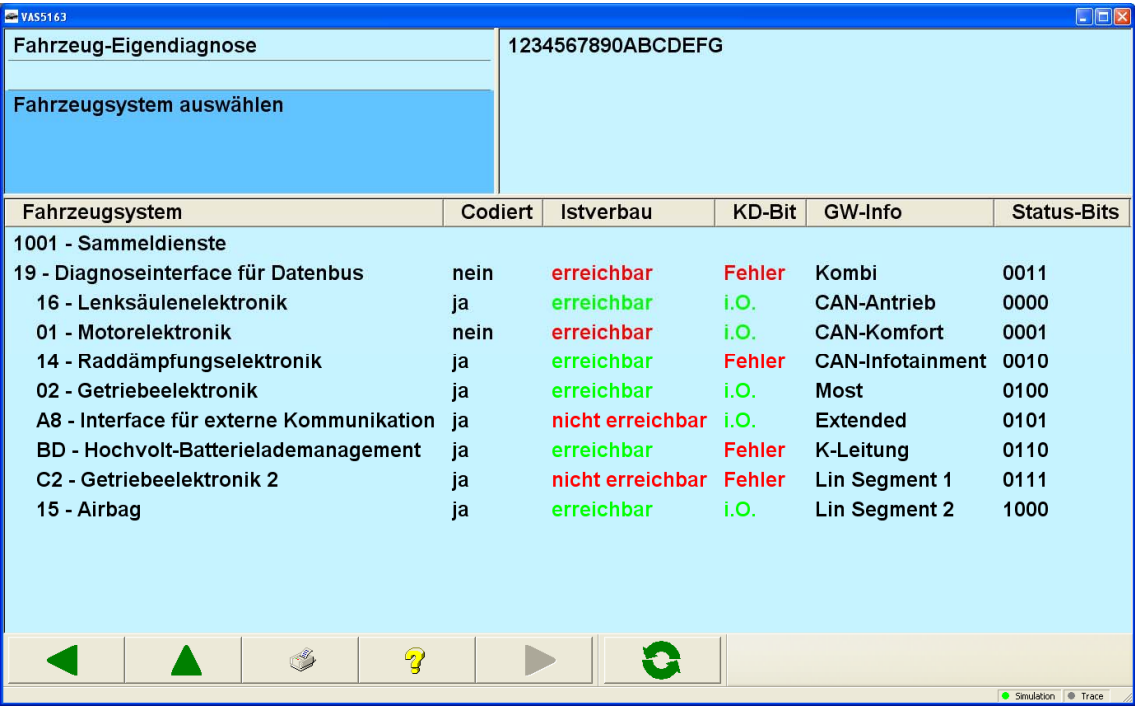 VAS5163
Fahrzeug-Eigendiagnose
1234567890ABCDEFG
Fahrzeugsystem auswählen
Fahrzeugsystem Codiert Istverbau KD-Bit GW-Info Status-Bits
1001 - Sammeldienste
19 - Diagnoseinterface für Datenbus nein erreichbar Fehler Kombi 0011
16 - Lenksäulenelektronik ja erreichbar i.O. CAN-Antrieb 0000
01 - Motorelektronik nein erreichbar i.O. CAN-Komfort 0001
14 - Raddämpfungselektronik ja erreichbar Fehler CAN-Infotainment 0010
02 - Getriebeelektronik ja erreichbar i.O. Most 0100
A8 - Interface für externe Kommunikation ja nicht erreichbar i.O. Extended 0101
BD - Hochvolt-Batterielademanagement ja erreichbar Fehler K-Leitung 0110
C2 - Getriebeelektronik 2 ja nicht erreichbar Fehler Lin Segment 1 0111
15 - Airbag ja erreichbar i.O. Lin Segment 2 1000
Simulation Trace